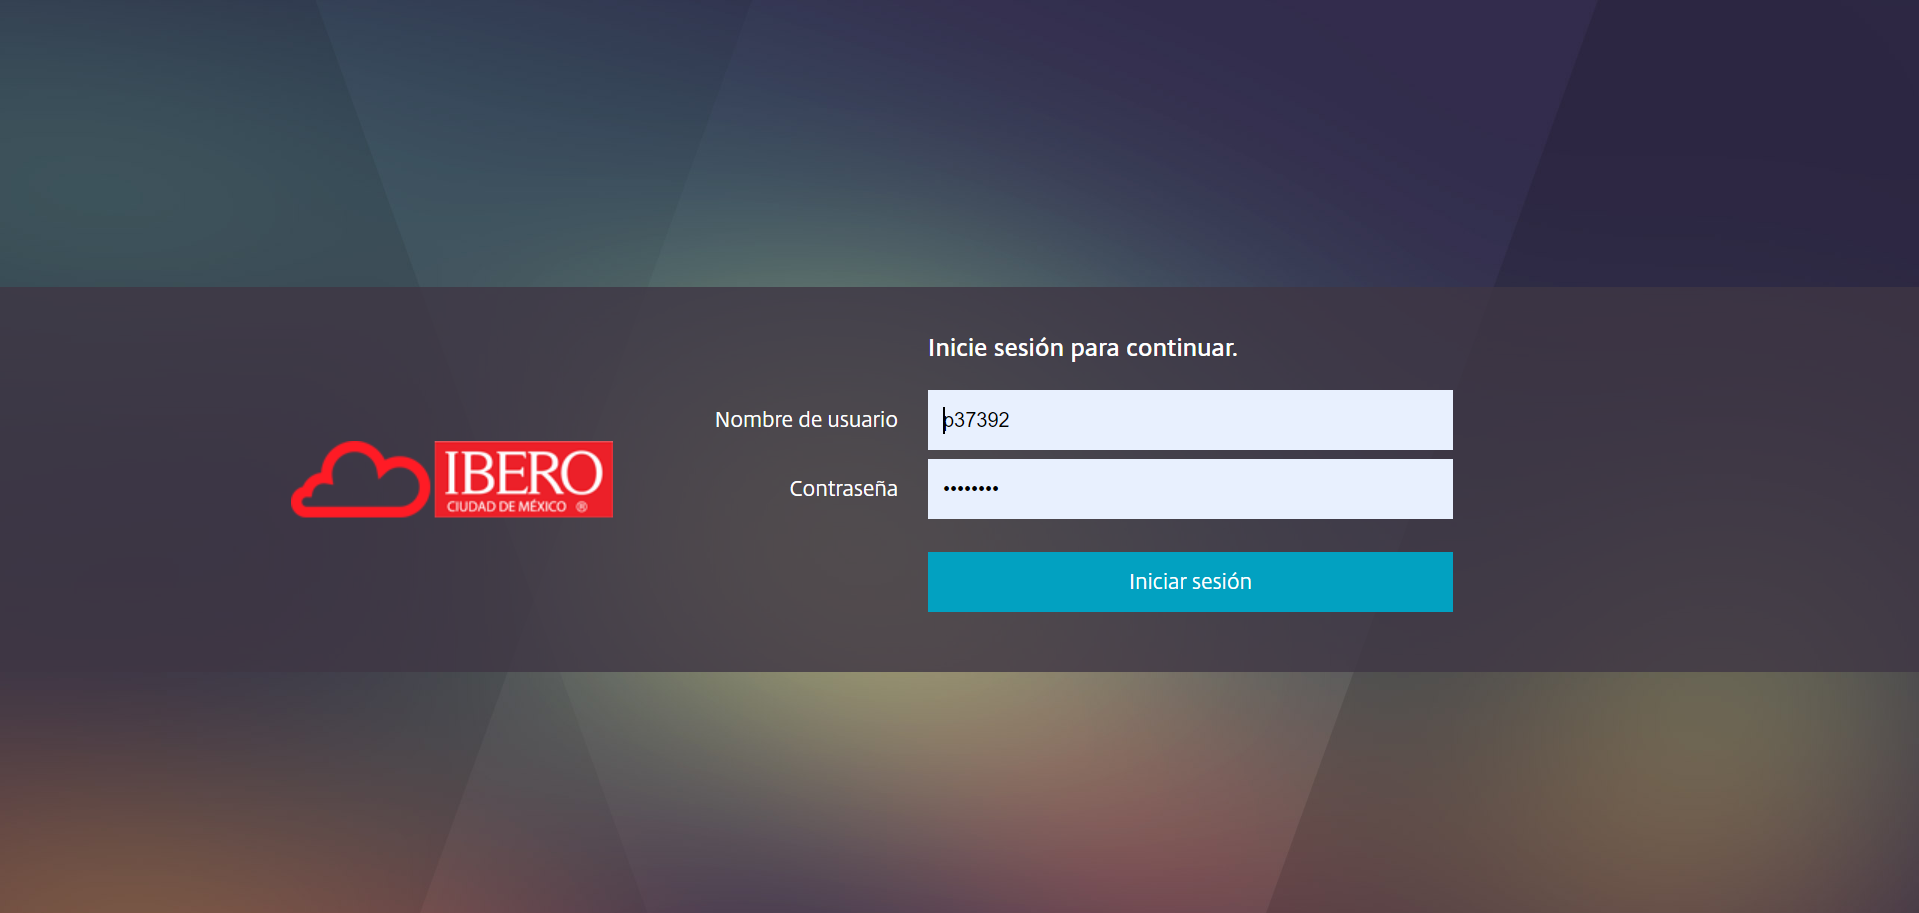 Inicie sesión para continuar.
Nombre de usuario
p37392
IBERO
CIUDAD DE MÉXICO ®
Contraseña
••••••••
Iniciar sesión